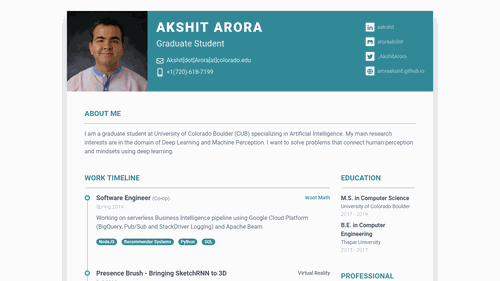 AKSHIT ARORA
Graduate Student
Akshit[dot]Arora[at]colorado.edu
+1(720)-618-7199
aakshit
aroraakshit
_AkshitArora
aroraakshit.github.io
ABOUT ME
I am a graduate student at University of Colorado Boulder (CUB) specializing in Artificial Intelligence. My main research
interests are in the domain of Deep Learning and Machine Perception. I want to solve problems that connect human perception
and mindsets using deep learning.
WORK TIMELINE
Software Engineer (Co-op)
Woot Math
Spring 2019
Working on serverless Business Intelligence pipeline using Google Cloud Platform
(BigQuery, Pub/Sub and StackDriver Logging) and Apache Beam.
NodeJS
Recommender Systems
Python
SQL
Presence Brush - Bringing SketchRNN to 3D
Virtual Reality
EDUCATION
M.S. in Computer Science
University of Colorado Boulder
2017 - 2019
B.E. in Computer
Engineering
Thapar University
2013 - 2017
PROFESSIONAL